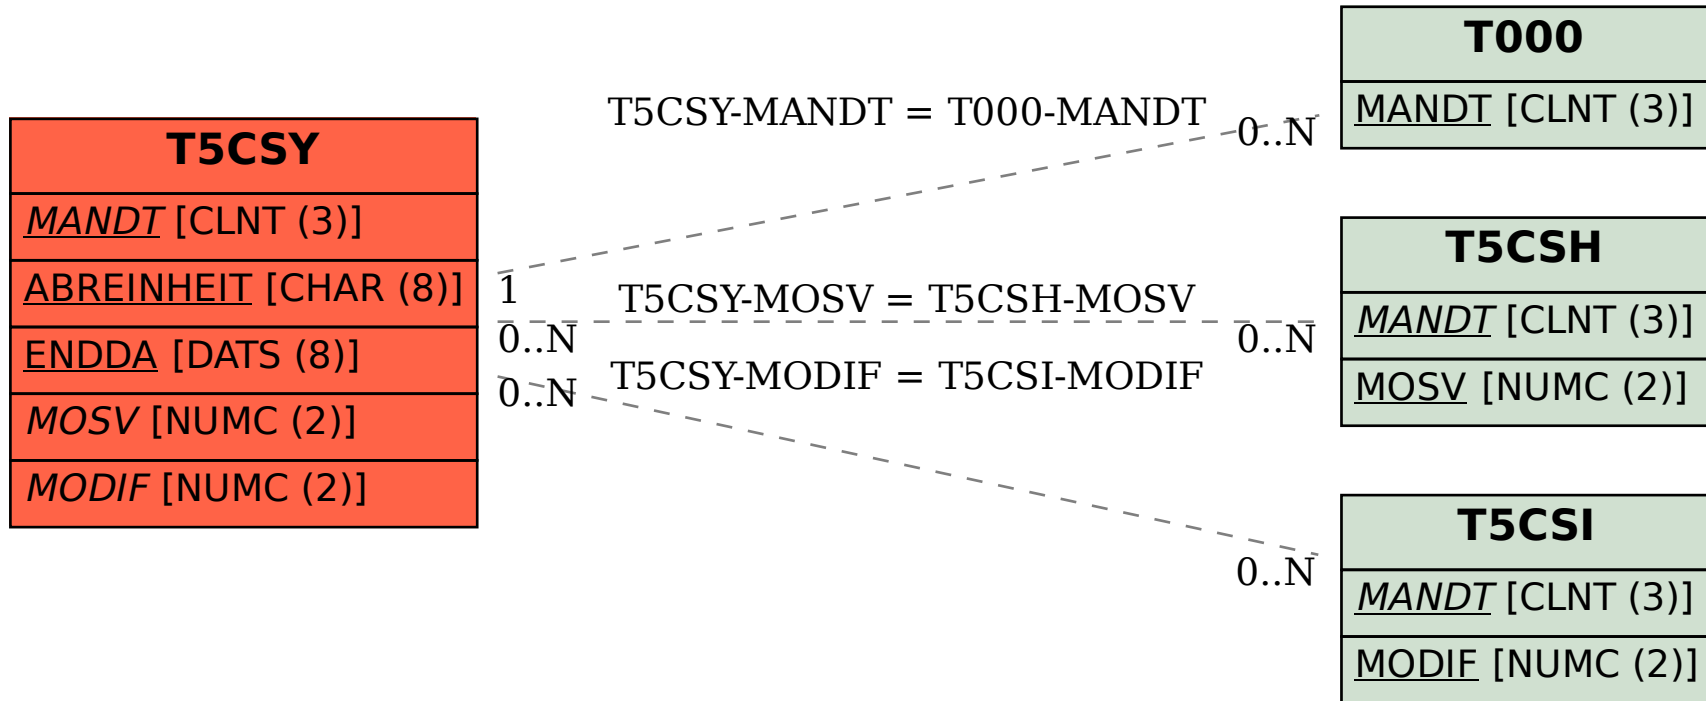 T5CSY
MANDT [CLNT (3)]
ABREINHEIT [CHAR (8)]
ENDDA [DATS (8)]
MOSV [NUMC (2)]
MODIF [NUMC (2)]
T5CSY-MANDT = T000-MANDT
0..N
1
T5CSY-MOSV = T5CSH-MOSV
0..N
0..N
T5CSY-MODIF = T5CSI-MODIF
0..N
0..N
T000
MANDT [CLNT (3)]
T5CSH
MANDT [CLNT (3)]
MOSV [NUMC (2)]
T5CSI
MANDT [CLNT (3)]
MODIF [NUMC (2)]